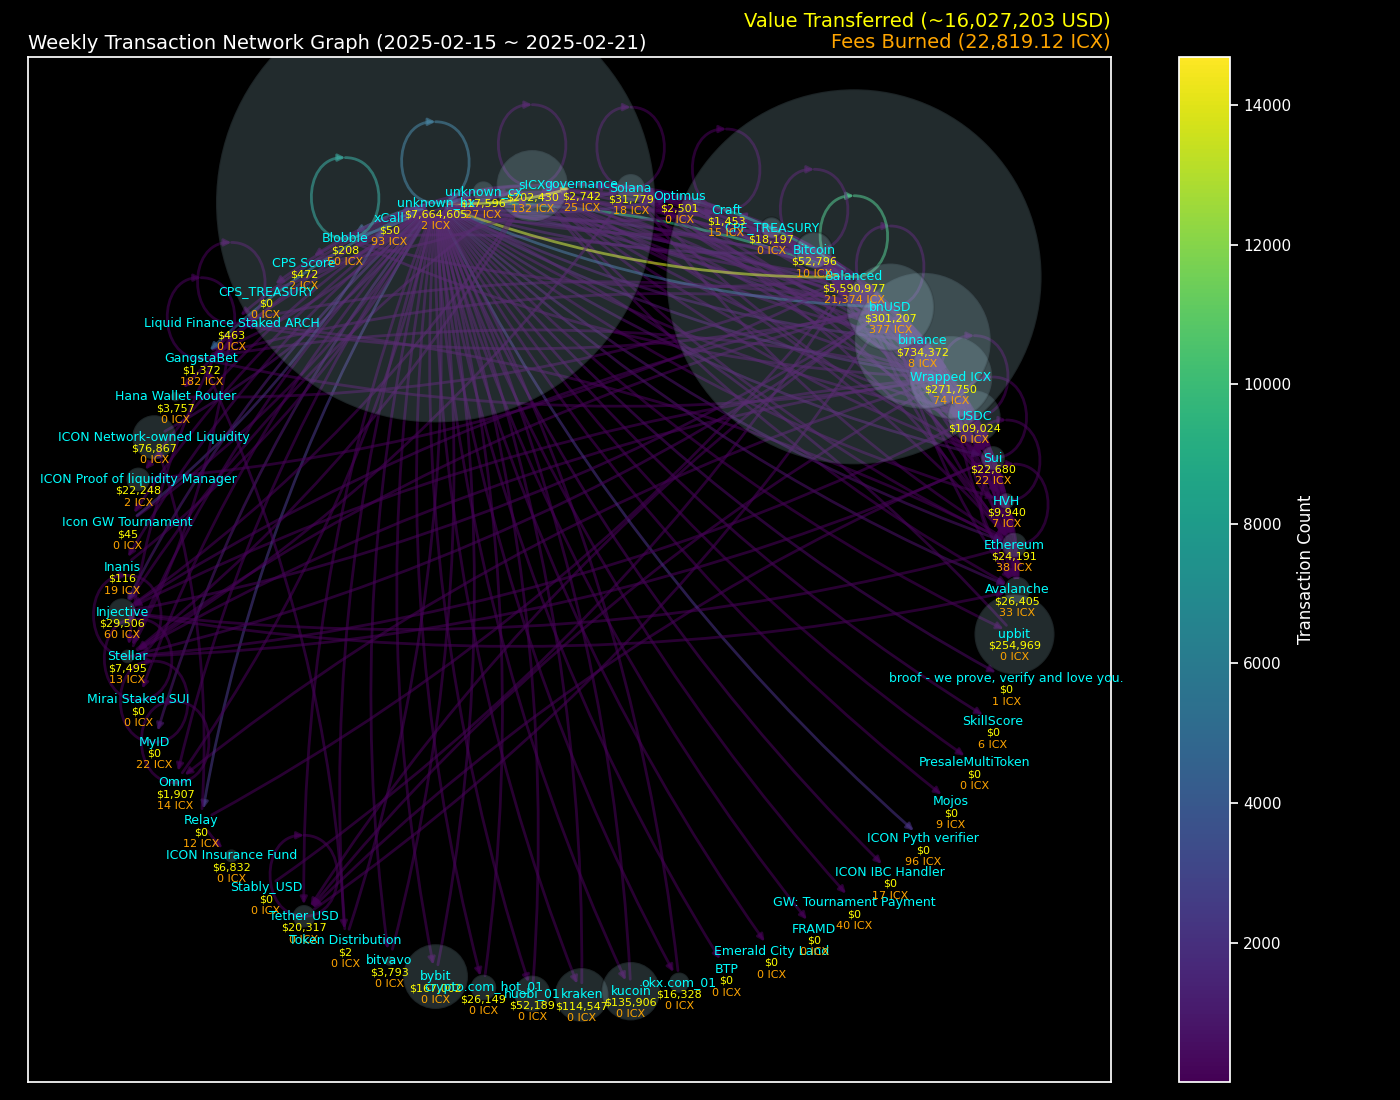 Value Transferred (~16,027,203 USD)
Weekly Transaction Network Graph (2025-02-15 ~ 2025-02-21)
Fees Burned (22,819.12 ICX)
unknown
$7,664,605
2 ICX
unknown_cx
$17,596
27 ICX
sICX
$202,430
132 ICX
governance
$2,742
25 ICX
Solana
$31,779
18 ICX
Optimus
$2,501
0 ICX
Craft
$1,453
15 ICX
CPF_TREASURY
$18,197
0 ICX
Bitcoin
$52,796
10 ICX
Balanced
$5,590,977
21,374 ICX
bnUSD
$301,207
377 ICX
binance
$734,372
8 ICX
Wrapped ICX
$271,750
74 ICX
USDC
$109,024
0 ICX
Sui
$22,680
22 ICX
HVH
$9,940
7 ICX
Ethereum
$24,191
38 ICX
Avalanche
$26,405
33 ICX
upbit
$254,969
0 ICX
broof - we prove, verify and love you.
$0
1 ICX
SkillScore
$0
6 ICX
PresaleMultiToken
$0
0 ICX
Mojos
$0
9 ICX
ICON Pyth verifier
$0
96 ICX
ICON IBC Handler
$0
17 ICX
GW: Tournament Payment
$0
40 ICX
FRAMD
$0
0 ICX
Emerald City Land
$0
0 ICX
BTP
$0
0 ICX
okx.com_01
$16,328
0 ICX
kucoin
$135,906
0 ICX
kraken
$114,547
0 ICX
huobi_01
$52,189
0 ICX
crypto.com_hot_01
$26,149
0 ICX
bybit
$167,002
0 ICX
bitvavo
$3,793
0 ICX
Token Distribution
$2
0 ICX
Tether USD
$20,317
Stably_USD
$0
0 ICX
ICON Insurance Fund
$6,832
0 ICX
Relay
$0
12 ICX
Omm
$1,907
14 ICX
MyID
$0
22 ICX
Mirai Staked SUI
$0
0 ICX
Stellar
$7,495
13 ICX
Injective
$29,506
60 ICX
Inanis
$116
19 ICX
Icon GW Tournament
$45
0 ICX
ICON Proof of liquidity Manager
$22,248
2 ICX
ICON Network-owned Liquidity
$76,867
0 ICX
Hana Wallet Router
$3,757
0 ICX
GangstaBet
$1,372
182 ICX
Liquid Finance Staked ARCH
$463
0 ICX
CPS_TREASURY
$0
0 ICX
CPS Score
$472
2 ICX
Blobble
$208
50 ICX
xCall
$50
93 ICX
14000
12000
10000
8000
6000
4000
2000
Transaction Count